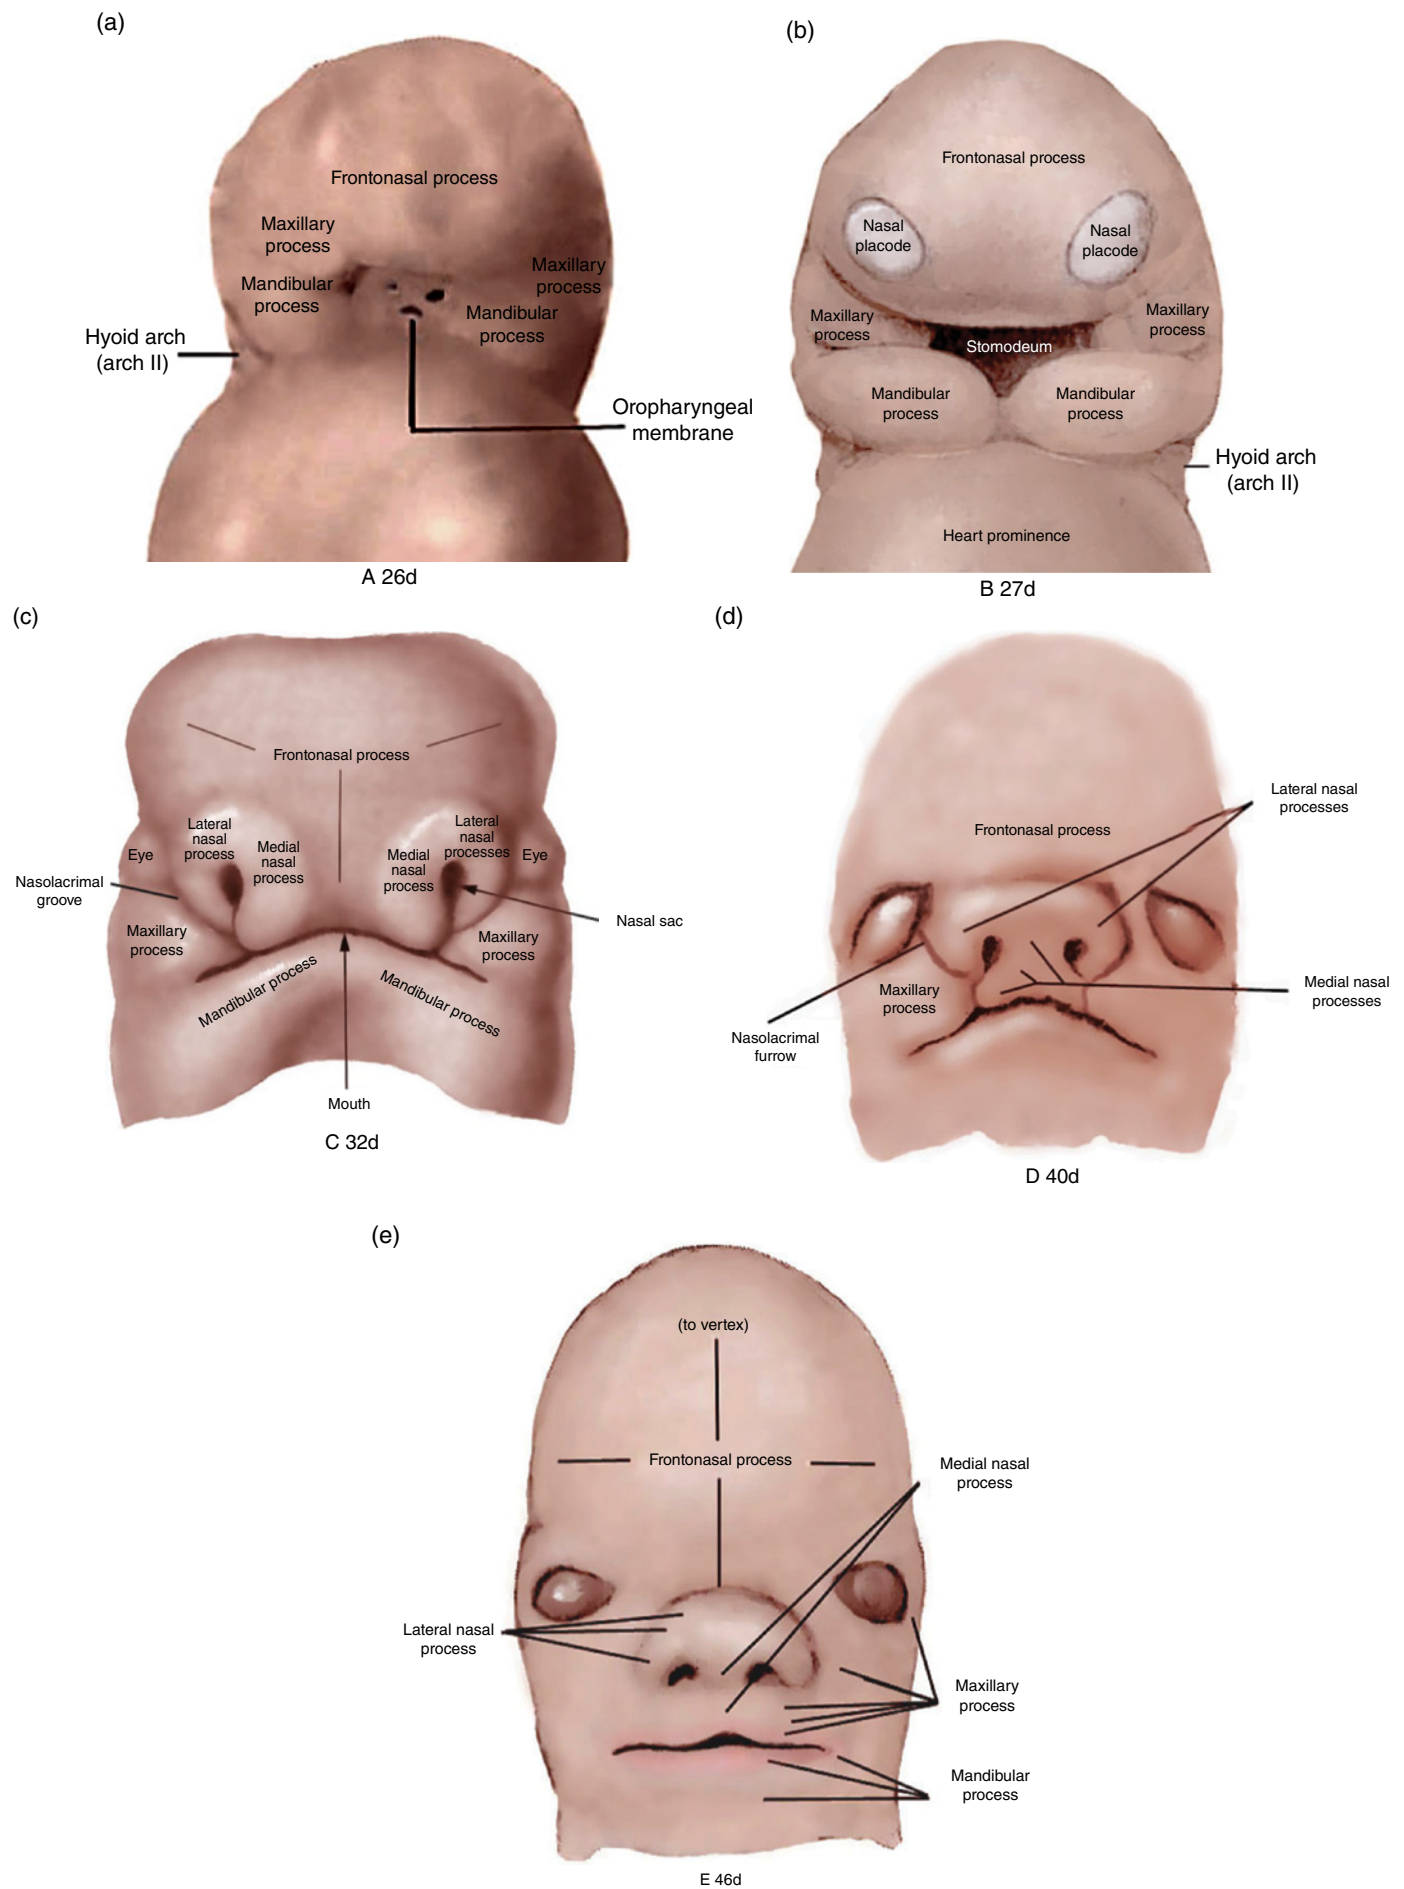 (a)
Frontonasal process
Maxillary
process
Mandibular
process
Maxillary
process
Mandibular
process
Hyoid arch
(arch II)
Oropharyngeal
membrane
A 26d
(b)
Frontonasal process
Nasal
placode
Nasal
placode
Maxillary
process
Maxillary
process
Stomodeum
Mandibular
process
Mandibular
process
Hyoid arch
(arch II)
Heart prominence
B 27d
(c)
Frontonasal process
Lateral
nasal
process
Medial
nasal
process
Medial
nasal
process
Lateral
nasal
processes
Eye
Eye
Nasolacrimal
groove
Nasal sac
Maxillary
process
Maxillary
process
Mandibular process
Mandibular process
Mouth
C 32d
(d)
Lateral nasal
processes
Frontonasal process
Maxillary
process
Medial nasal
processes
Nasolacrimal
furrow
D 40d
(e)
(to vertex)
Frontonasal process
Medial nasal
process
Lateral nasal
process
Maxillary
process
Mandibular
process
E 46d